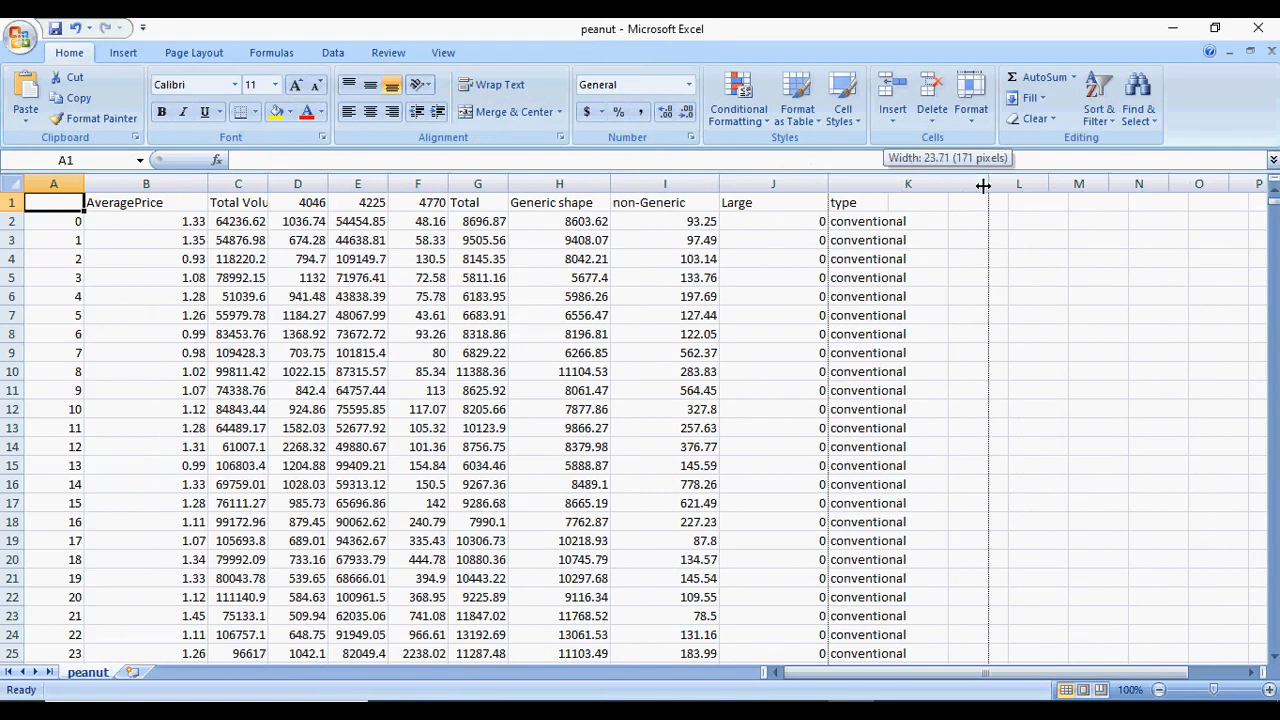 peanut - Microsoft Excel
Home Insert Page Layout Formulas Data Review View
Cut Calibri 11 Wrap Text General AutoSum
Paste Copy Conditional Formatting Format as Table Cell Styles Insert Delete Format Fill Sort & Filter Find & Select
Format Painter B I U Merge & Center $ % , Clear
Clipboard Font Alignment Number Styles Cells Editing
A1 fx Width: 23.71 (171 pixels)
A B C D E F G H I J K L M N O P
1 AveragePrice Total Volu 4046 4225 4770 Total Generic shape non-Generic Large type
2 0 1.33 64236.62 1036.74 54454.85 48.16 8696.87 8603.62 93.25 0 conventional
3 1 1.35 54876.98 674.28 44638.81 58.33 9505.56 9408.07 97.49 0 conventional
4 2 0.93 118220.2 794.7 109149.7 130.5 8145.35 8042.21 103.14 0 conventional
5 3 1.08 78992.15 1132 71976.41 72.58 5811.16 5677.4 133.76 0 conventional
6 4 1.28 51039.6 941.48 43838.39 75.78 6183.95 5986.26 197.69 0 conventional
7 5 1.26 55979.78 1184.27 48067.99 43.61 6683.91 6556.47 127.44 0 conventional
8 6 0.99 83453.76 1368.92 73672.72 93.26 8318.86 8196.81 122.05 0 conventional
9 7 0.98 109428.3 703.75 101815.4 80 6829.22 6266.85 562.37 0 conventional
10 8 1.02 99811.42 1022.15 87315.57 85.34 11388.36 11104.53 283.83 0 conventional
11 9 1.07 74338.76 842.4 64757.44 113 8625.92 8061.47 564.45 0 conventional
12 10 1.12 84843.44 924.86 75595.85 117.07 8205.66 7877.86 327.8 0 conventional
13 11 1.28 64489.17 1582.03 52677.92 105.32 10123.9 9866.27 257.63 0 conventional
14 12 1.31 61007.1 2268.32 49880.67 101.36 8756.75 8379.98 376.77 0 conventional
15 13 0.99 106803.4 1204.88 99409.21 154.84 6034.46 5888.87 145.59 0 conventional
16 14 1.33 69759.01 1028.03 59313.12 150.5 9267.36 8489.1 778.26 0 conventional
17 15 1.28 76111.27 985.73 65696.86 142 9286.68 8665.19 621.49 0 conventional
18 16 1.11 99172.96 879.45 90062.62 240.79 7990.1 7762.87 227.23 0 conventional
19 17 1.07 105693.8 689.01 94362.67 335.43 10306.73 10218.93 87.8 0 conventional
20 18 1.34 79992.09 733.16 67933.79 444.78 10880.36 10745.79 134.57 0 conventional
21 19 1.33 80043.78 539.65 68666.01 394.9 10443.22 10297.68 145.54 0 conventional
22 20 1.12 111140.9 584.63 100961.5 368.95 9225.89 9116.34 109.55 0 conventional
23 21 1.45 75133.1 509.94 62035.06 741.08 11847.02 11768.52 78.5 0 conventional
24 22 1.11 106757.1 648.75 91949.05 966.61 13192.69 13061.53 131.16 0 conventional
25 23 1.26 96617 1042.1 82049.4 2238.02 11287.48 11103.49 183.99 0 conventional
peanut
Ready 100%